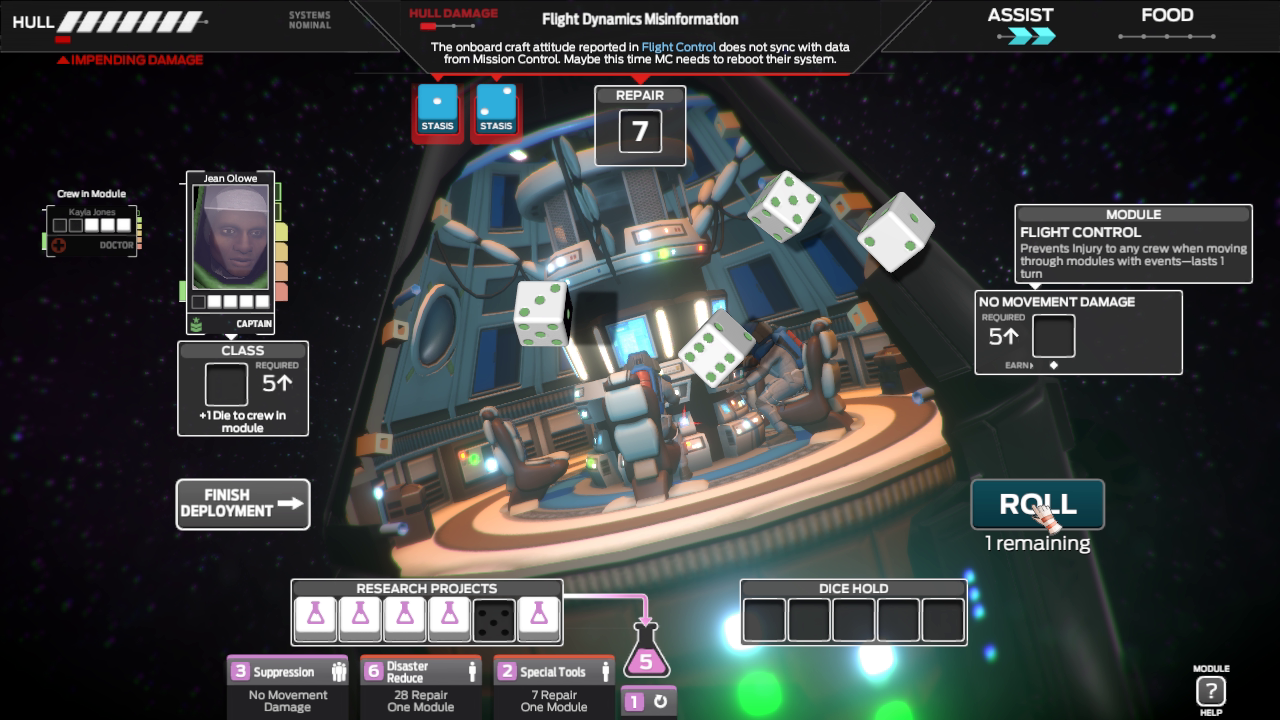 HULL
SYSTEMS
NOMINAL
IMPENDING DAMAGE
HULL DAMAGE
Flight Dynamics Misinformation
The onboard craft attitude reported in Flight Control does not sync with data
from Mission Control. Maybe this time MC needs to reboot their system.
ASSIST
FOOD
STASIS
STASIS
REPAIR
7
Crew in Module
Kayla Jones
DOCTOR
Jean Olowe
CAPTAIN
CLASS
REQUIRED
5
+1 Die to crew in
module
MODULE
FLIGHT CONTROL
Prevents Injury to any crew when moving
through modules with events—lasts 1
turn
NO MOVEMENT DAMAGE
REQUIRED
5
EARN
FINISH
DEPLOYMENT
ROLL
1 remaining
RESEARCH PROJECTS
DICE HOLD
5
3 Suppression
No Movement
Damage
6 Disaster
Reduce
28 Repair
One Module
2 Special Tools
7 Repair
One Module
1
MODULE
?
HELP